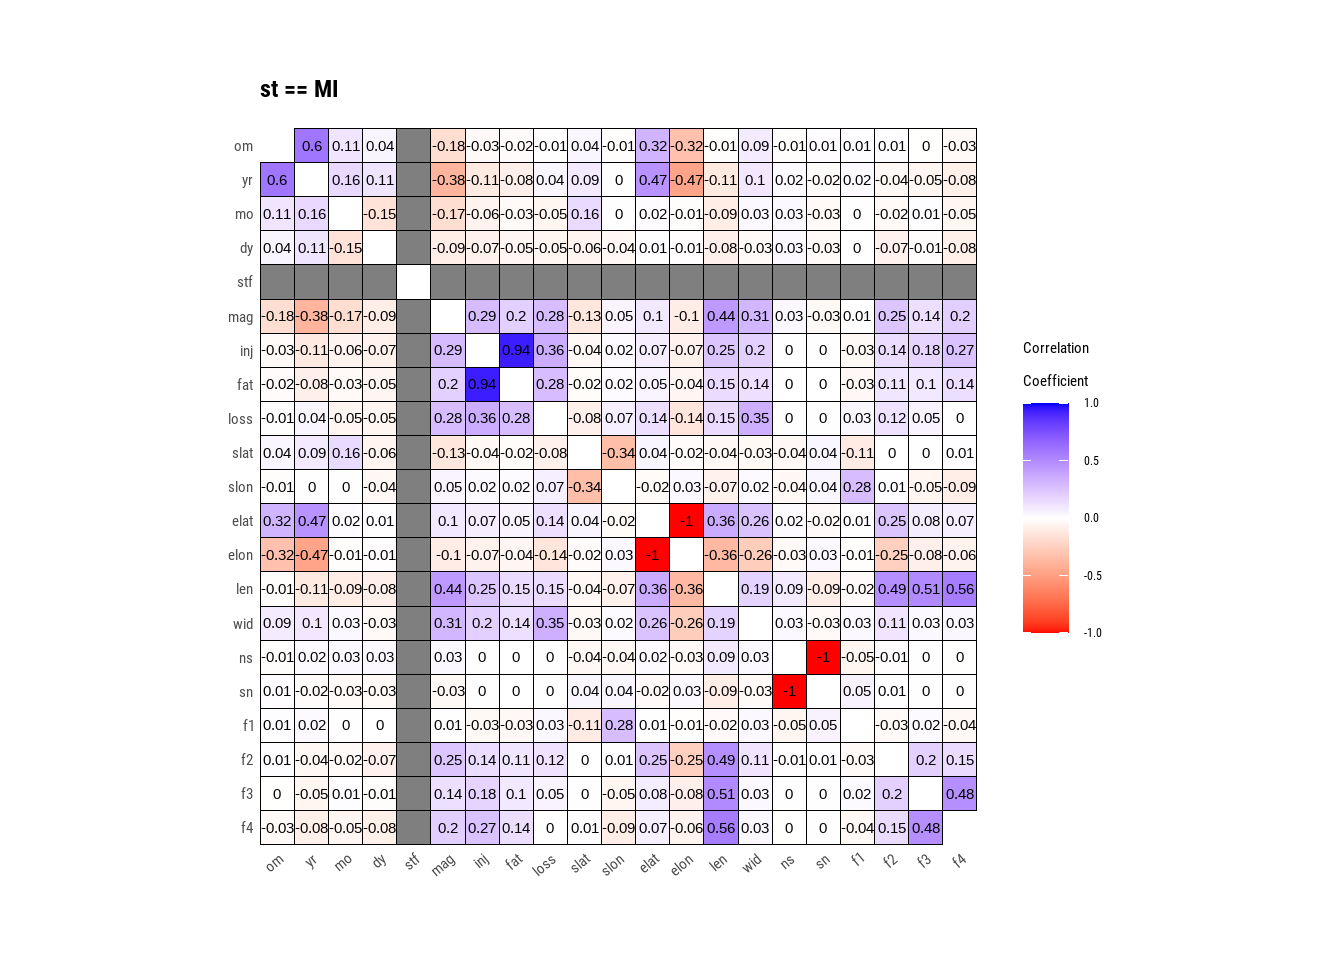 st == MI
om 0.6 0.11 0.04 -0.18 -0.03 -0.02 -0.01 0.04 -0.01 0.32 -0.32 -0.01 0.09 -0.01 0.01 0.01 0.01 0 -0.03
yr 0.6 0.16 0.11 -0.38 -0.11 -0.08 0.04 0.09 0 0.47 -0.47 -0.11 0.1 0.02 -0.02 0.02 -0.04 -0.05 -0.08
mo 0.11 0.16 -0.15 -0.17 -0.06 -0.03 -0.05 0.16 0 0.02 -0.01 -0.09 0.03 0.03 -0.03 0 -0.02 0.01 -0.05
dy 0.04 0.11 -0.15 -0.09 -0.07 -0.05 -0.05 -0.06 -0.04 0.01 -0.01 -0.08 -0.03 0.03 -0.03 0 -0.07 -0.01 -0.08
stf
mag -0.18 -0.38 -0.17 -0.09 0.29 0.2 0.28 -0.13 0.05 0.1 -0.1 0.44 0.31 0.03 -0.03 0.01 0.25 0.14 0.2
inj -0.03 -0.11 -0.06 -0.07 0.29 0.94 0.36 -0.04 0.02 0.07 -0.07 0.25 0.2 0 0 -0.03 0.14 0.18 0.27
fat -0.02 -0.08 -0.03 -0.05 0.2 0.94 0.28 -0.02 0.02 0.05 -0.04 0.15 0.14 0 0 -0.03 0.11 0.1 0.14
loss -0.01 0.04 -0.05 -0.05 0.28 0.36 0.28 -0.08 0.07 0.14 -0.14 0.15 0.35 0 0 0.03 0.12 0.05 0
slat 0.04 0.09 0.16 -0.06 -0.13 -0.04 -0.02 -0.08 -0.34 0.04 -0.02 -0.04 -0.03 -0.04 0.04 -0.11 0 0 0.01
slon -0.01 0 0 -0.04 0.05 0.02 0.02 0.07 -0.34 -0.02 0.03 -0.07 0.02 -0.04 0.04 0.28 0.01 -0.05 -0.09
elat 0.32 0.47 0.02 0.01 0.1 0.07 0.05 0.14 0.04 -0.02 -1 0.36 0.26 0.02 -0.02 0.01 0.25 0.08 0.07
elon -0.32 -0.47 -0.01 -0.01 -0.1 -0.07 -0.04 -0.14 -0.02 0.03 -1 -0.36 -0.26 -0.03 0.03 -0.01 -0.25 -0.08 -0.06
len -0.01 -0.11 -0.09 -0.08 0.44 0.25 0.15 0.15 -0.04 -0.07 0.36 -0.36 0.19 0.09 -0.09 -0.02 0.49 0.51 0.56
wid 0.09 0.1 0.03 -0.03 0.31 0.2 0.14 0.35 -0.03 0.02 0.26 -0.26 0.19 0.03 -0.03 0.03 0.11 0.03 0.03
ns -0.01 0.02 0.03 0.03 0.03 0 0 0 -0.04 -0.04 0.02 -0.03 0.09 0.03 -1 -0.05 -0.01 0 0
sn 0.01 -0.02 -0.03 -0.03 -0.03 0 0 0 0.04 0.04 -0.02 0.03 -0.09 -0.03 -1 0.05 0.01 0 0
f1 0.01 0.02 0 0 0.01 -0.03 -0.03 0.03 -0.11 0.28 0.01 -0.01 -0.02 0.03 -0.05 0.05 -0.03 0.02 -0.04
f2 0.01 -0.04 -0.02 -0.07 0.25 0.14 0.11 0.12 0 0.01 0.25 -0.25 0.49 0.11 -0.01 0.01 -0.03 0.2 0.15
f3 0 -0.05 0.01 -0.01 0.14 0.18 0.1 0.05 0 -0.05 0.08 -0.08 0.51 0.03 0 0 0.02 0.2 0.48
f4 -0.03 -0.08 -0.05 -0.08 0.2 0.27 0.14 0 0.01 -0.09 0.07 -0.06 0.56 0.03 0 0 -0.04 0.15 0.48
om yr mo dy stf mag inj fat loss slat slon elat elon len wid ns sn f1 f2 f3 f4
Correlation
Coefficient
1.0
0.5
0.0
-0.5
-1.0